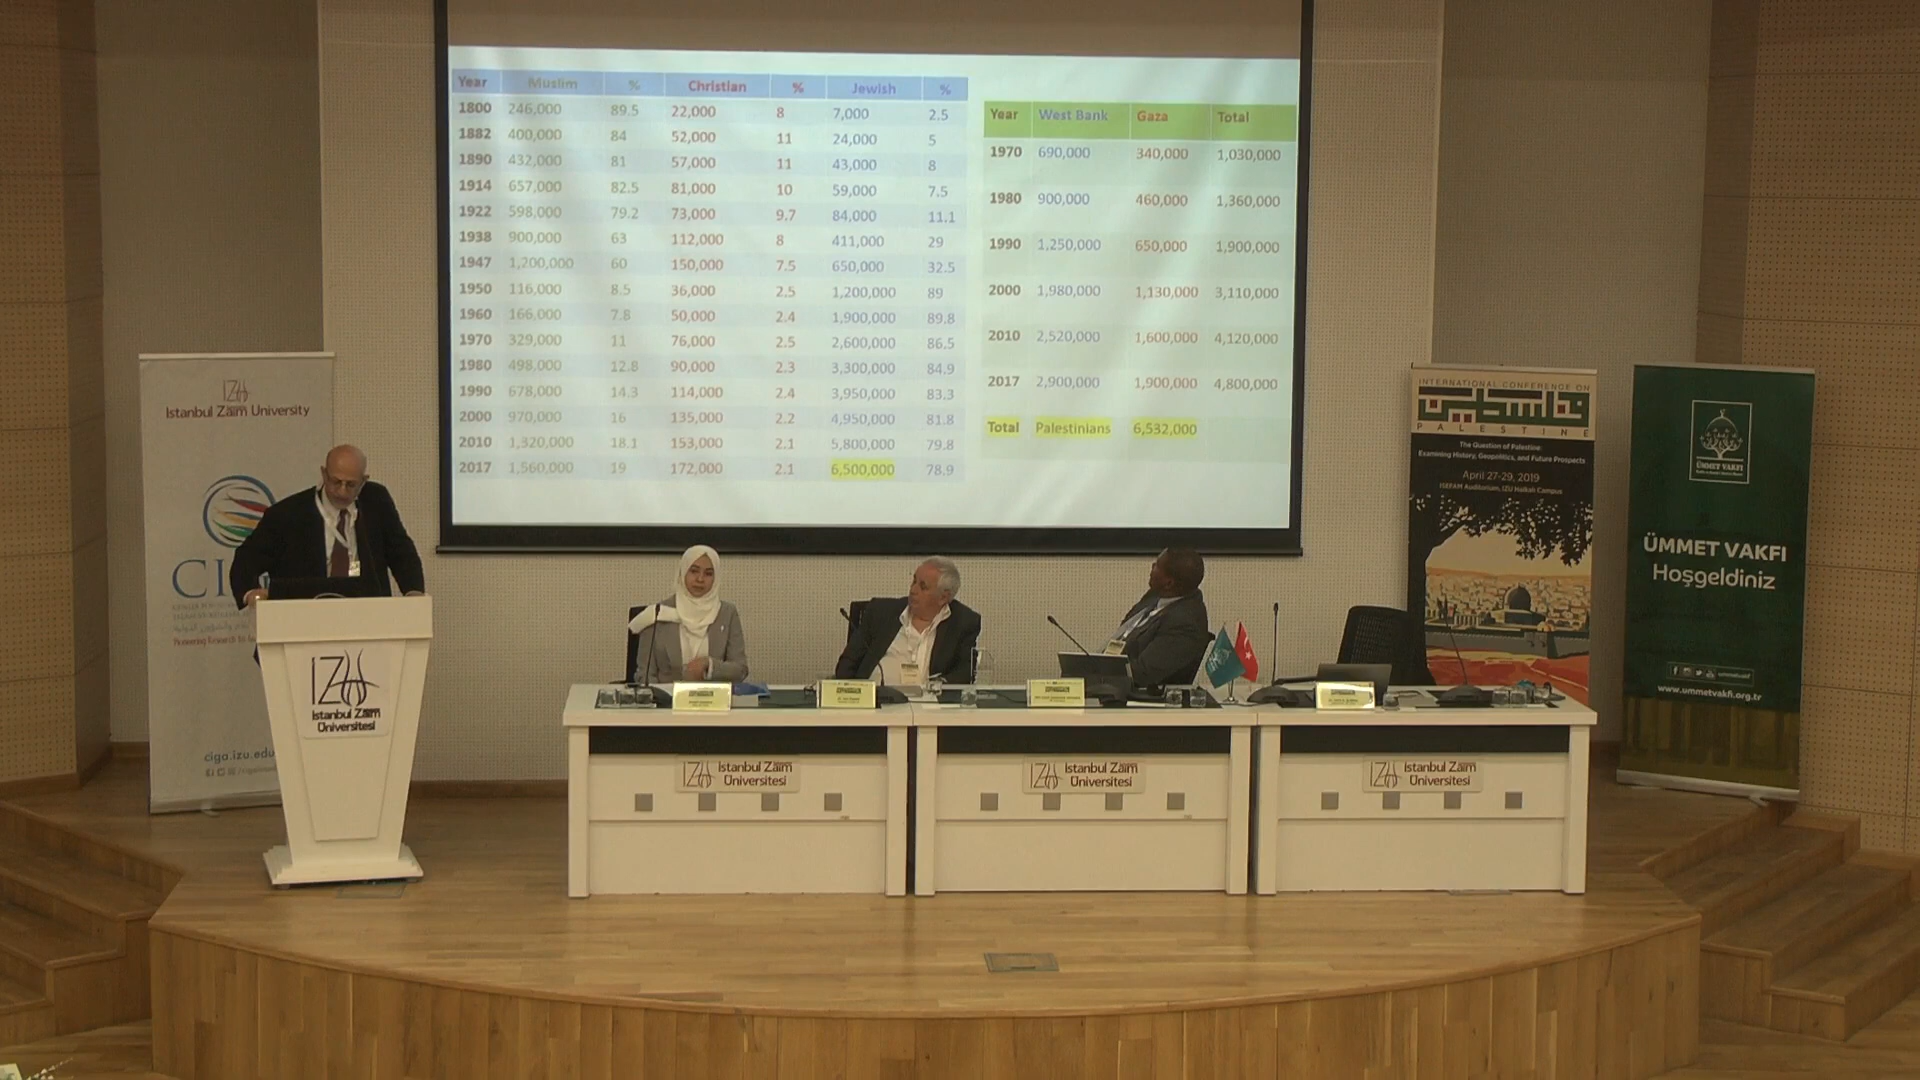 Year Muslim % Christian % Jewish %
1800 246,000 89.5 22,000 8 7,000 2.5
1882 400,000 84 52,000 11 24,000 5
1890 432,000 81 57,000 11 43,000 8
1914 657,000 82.5 81,000 10 59,000 7.5
1922 598,000 79.2 73,000 9.7 84,000 11.1
1938 900,000 63 112,000 8 411,000 29
1947 1,200,000 60 150,000 7.5 650,000 32.5
1950 116,000 8.5 36,000 2.5 1,200,000 89
1960 166,000 7.8 50,000 2.4 1,900,000 89.8
1970 329,000 11 76,000 2.5 2,600,000 86.5
1980 498,000 12.8 90,000 2.3 3,300,000 84.9
1990 678,000 14.3 114,000 2.4 3,950,000 83.3
2000 970,000 16 135,000 2.2 4,950,000 81.8
2010 1,320,000 18.1 153,000 2.1 5,800,000 79.8
2017 1,560,000 19 172,000 2.1 6,500,000 78.9
Year West Bank Gaza Total
1970 690,000 340,000 1,030,000
1980 900,000 460,000 1,360,000
1990 1,250,000 650,000 1,900,000
2000 1,980,000 1,130,000 3,110,000
2010 2,520,000 1,600,000 4,120,000
2017 2,900,000 1,900,000 4,800,000
Total Palestinians 6,532,000
IZU
Istanbul Zaim University
ciga.izu.edu
IZU
Istanbul Zaim
Üniversitesi
IZU Istanbul Zaim
Üniversitesi
IZU Istanbul Zaim
Üniversitesi
IZU Istanbul Zaim
Üniversitesi
INTERNATIONAL CONFERENCE ON
فلسطين
PALESTINE
The Question of Palestine:
Examining History, Geopolitics, and Future Prospects
April 27-29, 2019
ISEFAM Auditorium, IZU Halkalı Campus
ÜMMET VAKFI
ÜMMET VAKFI
Hoşgeldiniz
www.ummetvakfi.org.tr